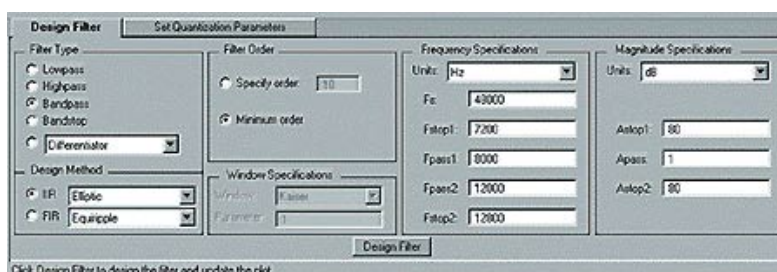 Design Filter
Set Quantization Parameters
Filter Type
Lowpass
Highpass
Bandpass
Bandstop
Differentiator
Design Method
IIR Elliptic
FIR Equiripple
Filter Order
Specify order: 10
Minimum order
Window Specifications
Window: Kaiser
Parameter: 1
Frequency Specifications
Units: Hz
Fs: 48000
Fstop1: 7200
Fpass1: 8000
Fpass2: 12000
Fstop2: 12800
Magnitude Specifications
Units: dB
Astop1: 80
Apass: 1
Astop2: 80
Design Filter
Click Design Filter to design the filter and update the plot